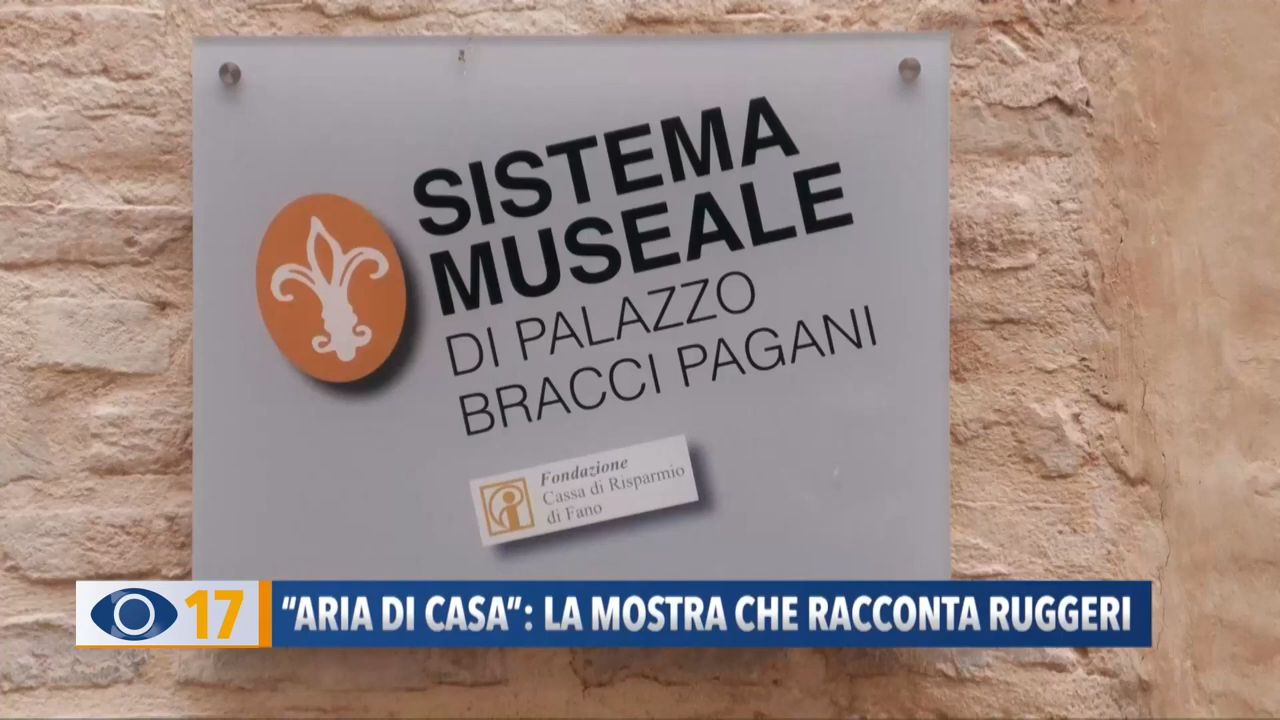 SISTEMA
MUSEALE
DI PALAZZO
BRACCI PAGANI
Fondazione
Cassa di Risparmio
di Fano
17
“ARIA DI CASA”: LA MOSTRA CHE RACCONTA RUGGERI